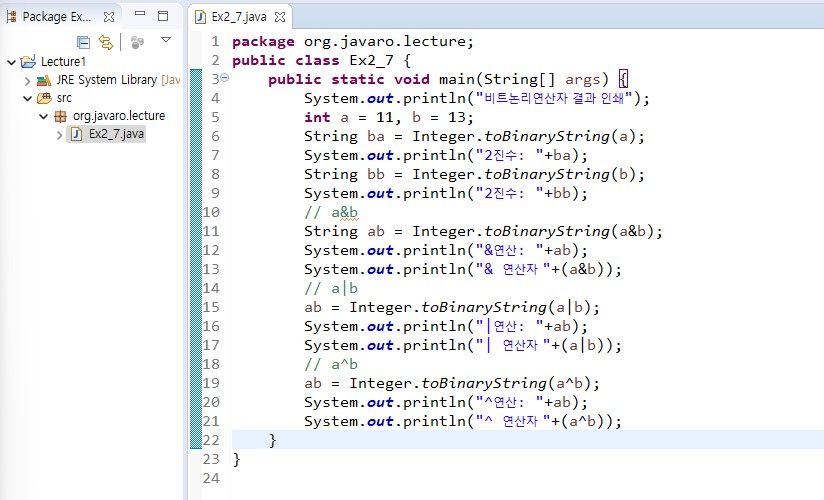 Package Ex...
Lecture1
JRE System Library [Jav
src
org.javaro.lecture
Ex2_7.java
Ex2_7.java
1 package org.javaro.lecture;
2 public class Ex2_7 {
3 public static void main(String[] args) {
4 System.out.println("비트논리연산자 결과 인쇄");
5 int a = 11, b = 13;
6 String ba = Integer.toBinaryString(a);
7 System.out.println("2진수: "+ba);
8 String bb = Integer.toBinaryString(b);
9 System.out.println("2진수: "+bb);
10 // a&b
11 String ab = Integer.toBinaryString(a&b);
12 System.out.println("&연산: "+ab);
13 System.out.println("& 연산자 "+(a&b));
14 // a|b
15 ab = Integer.toBinaryString(a|b);
16 System.out.println("|연산: "+ab);
17 System.out.println("| 연산자 "+(a|b));
18 // a^b
19 ab = Integer.toBinaryString(a^b);
20 System.out.println("^연산: "+ab);
21 System.out.println("^ 연산자 "+(a^b));
22 }
23 }
24